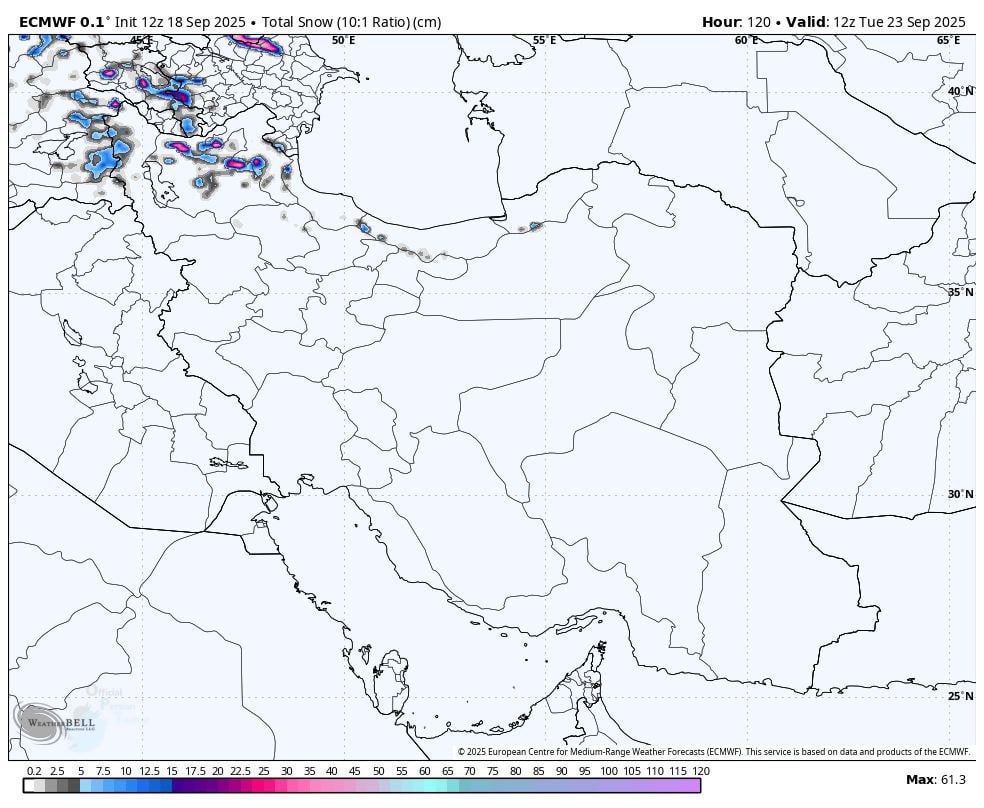 ECMWF 0.1° Init 12z 18 Sep 2025 • Total Snow (10:1 Ratio) (cm)
Hour: 120 • Valid: 12z Tue 23 Sep 2025
45°E
50°E
55°E
60°E
65°E
40°N
35°N
30°N
25°N
Official
Persian
WEATHERBELL
© 2025 European Centre for Medium-Range Weather Forecasts (ECMWF). This service is based on data and products of the ECMWF.
0.2 2.5 5 7.5 10 12.5 15 17.5 20 22.5 25 30 35 40 45 50 55 60 65 70 75 80 85 90 95 100 105 110 115 120
Max: 61.3